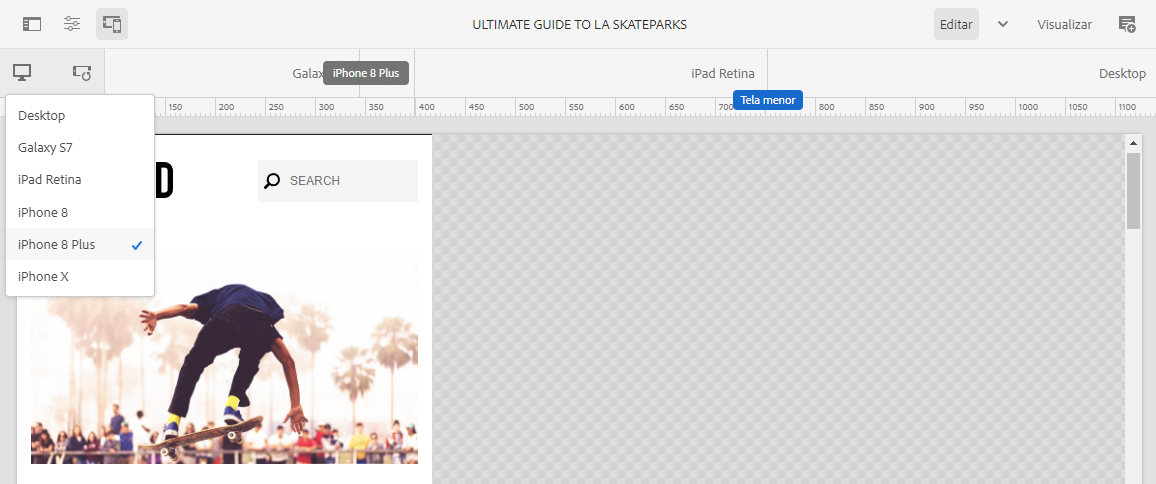 ULTIMATE GUIDE TO LA SKATEPARKS
Editar
Visualizar
iPhone 8 Plus
iPad Retina
Desktop
Tela menor
150 200 250 300 350 400 450 500 550 600 650 700 800 850 900 950 1000 1050 1100
Desktop
Galaxy S7
iPad Retina
iPhone 8
iPhone 8 Plus
iPhone X
D
SEARCH